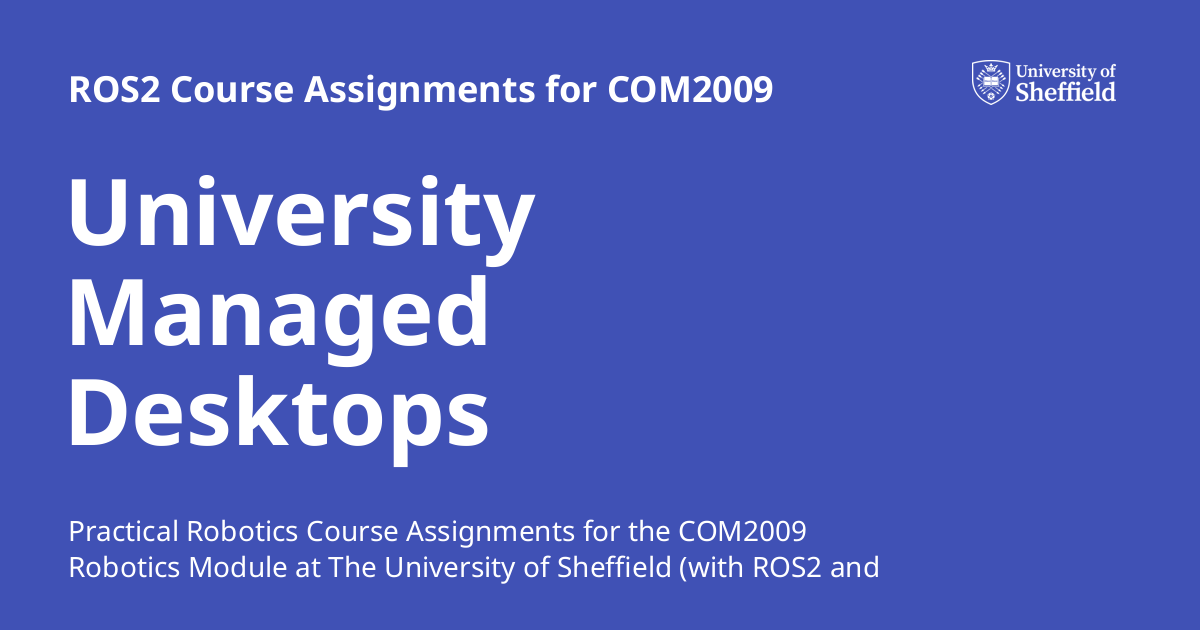 ROS2 Course Assignments for COM2009
University of
Sheffield
University
Managed
Desktops
Practical Robotics Course Assignments for the COM2009
Robotics Module at The University of Sheffield (with ROS2 and